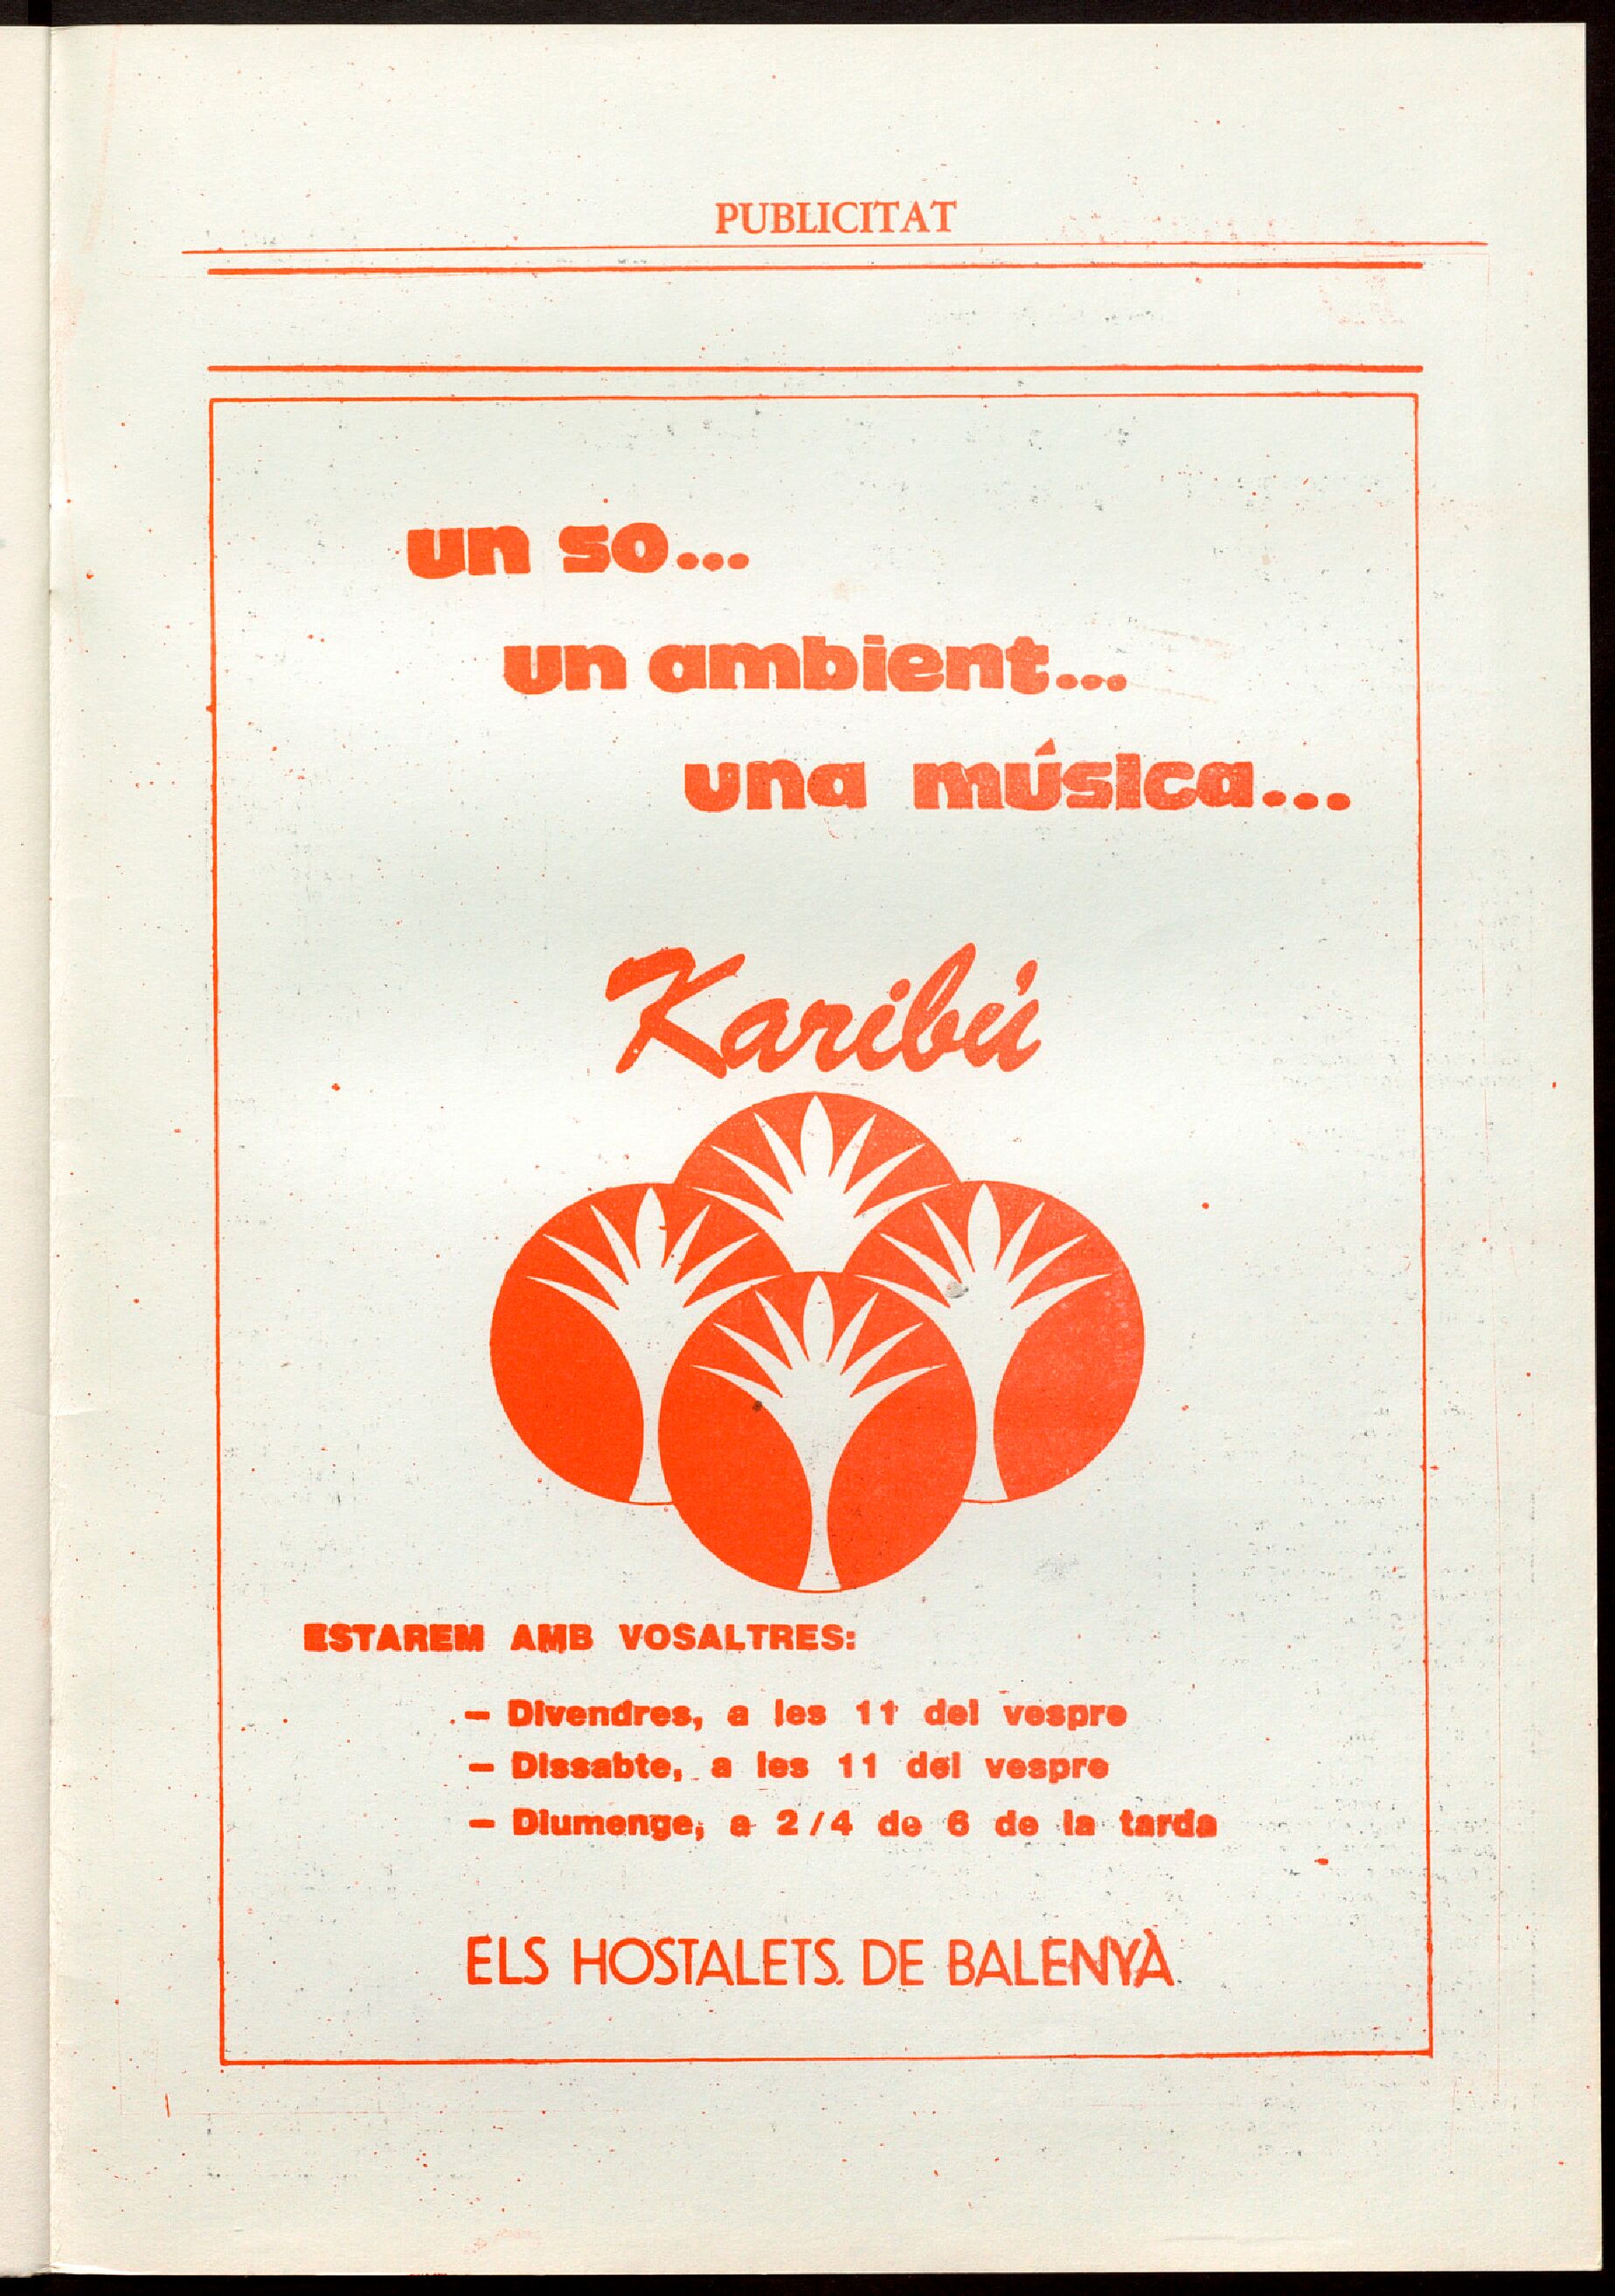 PUBLICITAT
un so...
un ambient...
una música...
Karibú
ESTAREM AMB VOSALTRES:
– Divendres, a les 11 del vespre
– Dissabte, a les 11 del vespre
– Diumenge, a 2/4 de 6 de la tarda
ELS HOSTALETS DE BALENYÀ